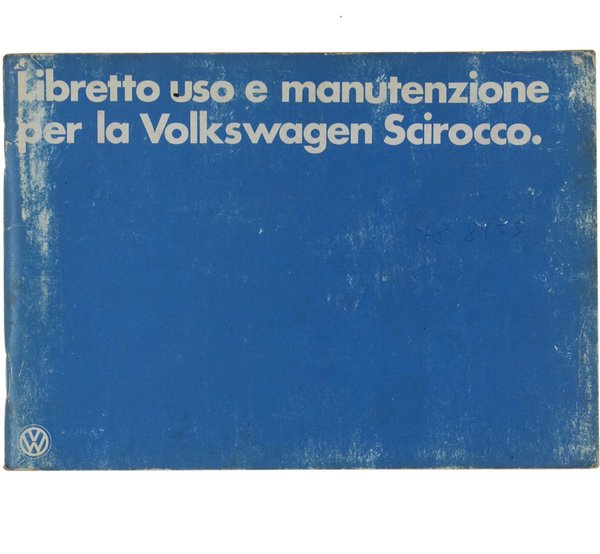 Libretto uso e manutenzione
per la Volkswagen Scirocco.